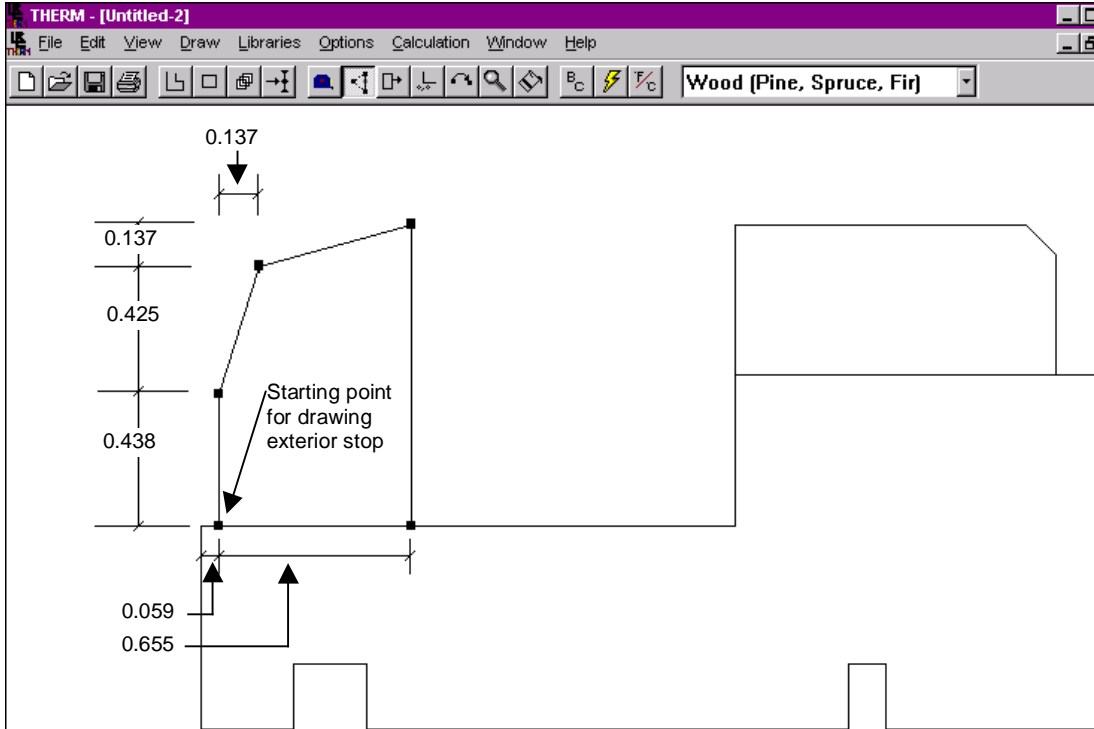 THERM - [Untitled-2]
File Edit View Draw Libraries Options Calculation Window Help
BC F/C Wood (Pine, Spruce, Fir)
0.137
0.137
0.425
Starting point
for drawing
exterior stop
0.438
0.059
0.655